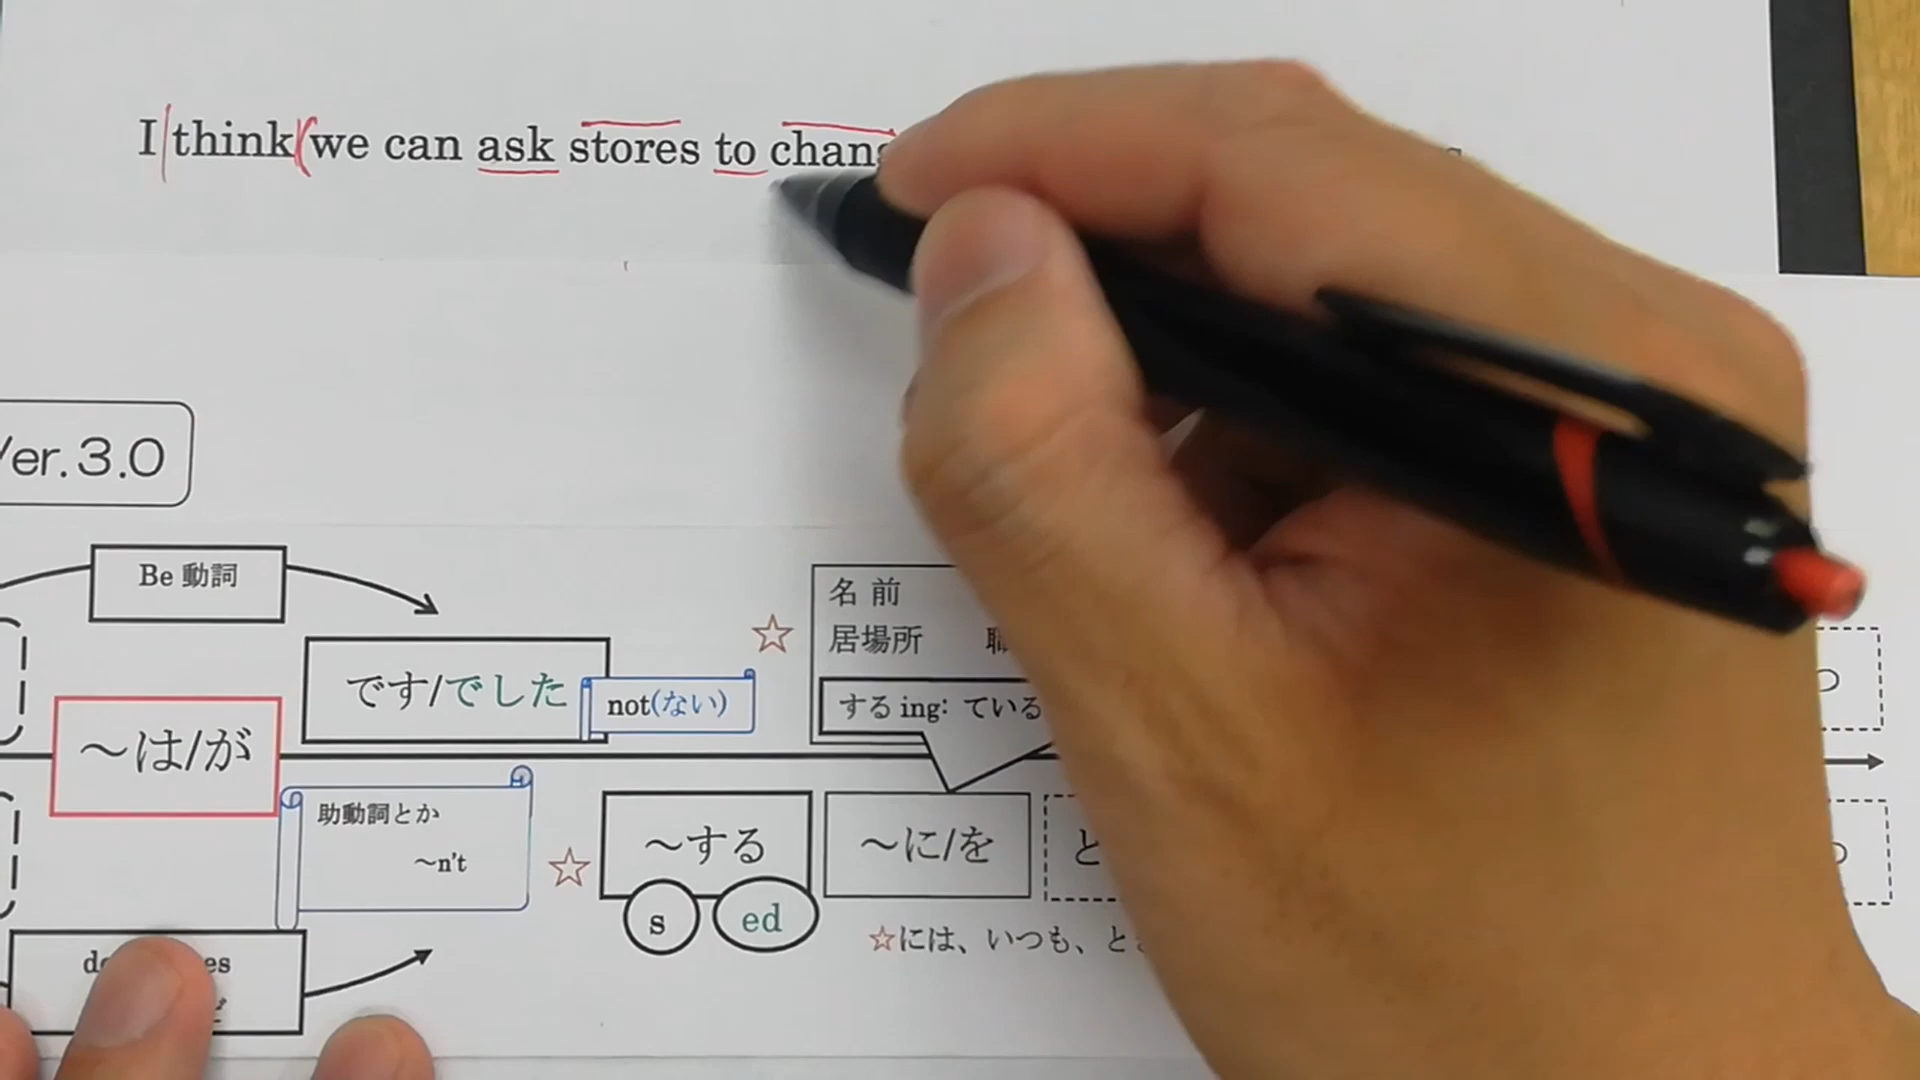 I think we can ask stores to
Ver.3.0
Be 動詞
名 前
居場所
です/でした
not(ない)
する ing: ている
~は/が
助動詞とか
~n't
~する
~に/を
と
s
ed
es
☆には、いつも、と